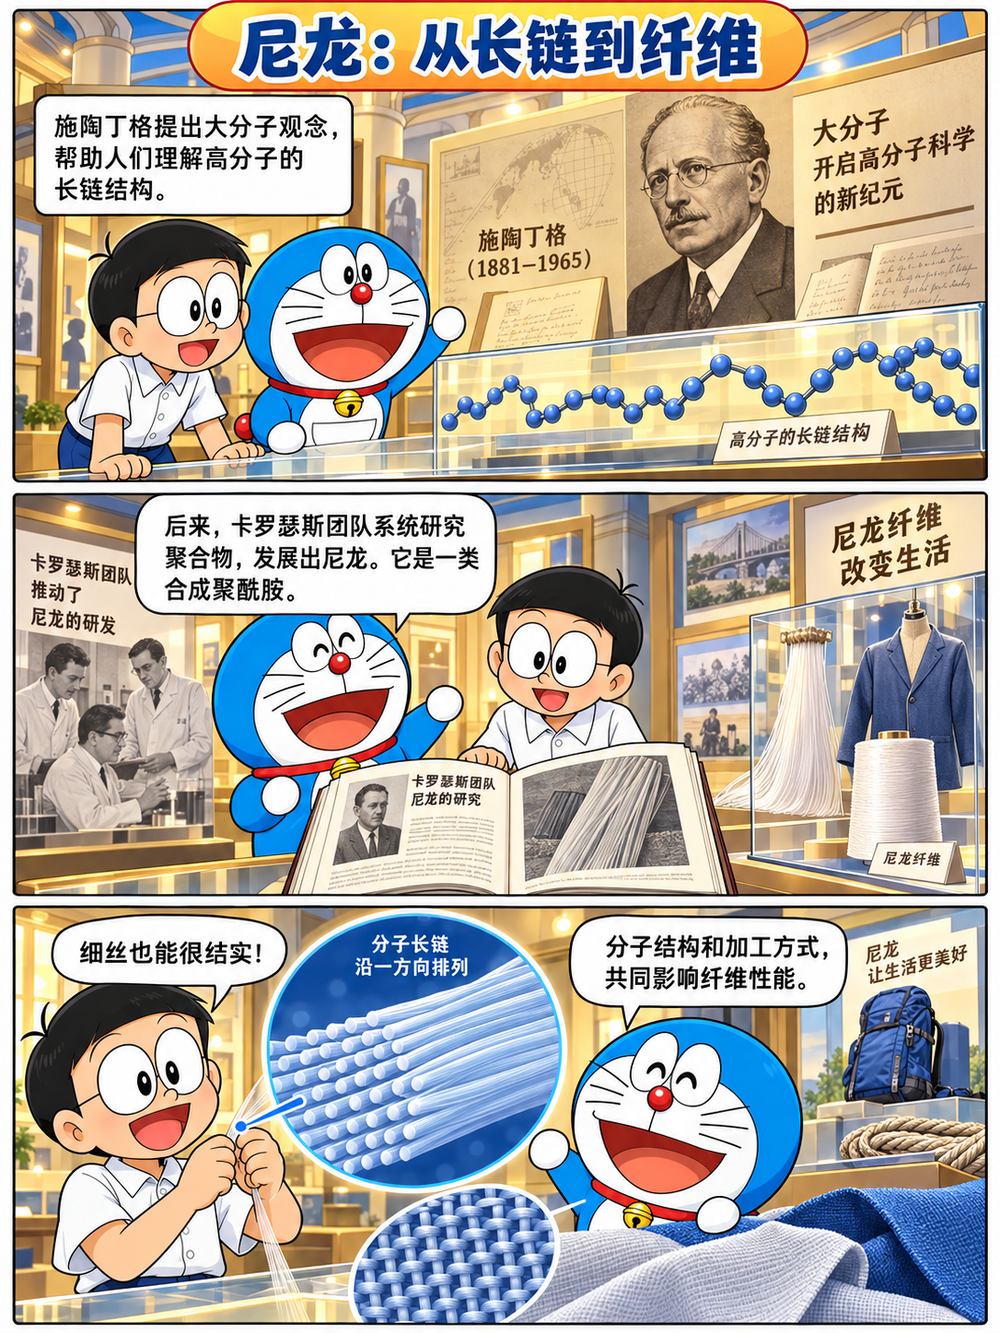 尼龙：从长链到纤维
施陶丁格提出大分子观念，
帮助人们理解高分子的
长链结构。
施陶丁格
（1881—1965）
大分子
开启高分子科学
的新纪元
高分子的长链结构
后来，卡罗瑟斯团队系统研究
聚合物，发展出尼龙。它是一类
合成聚酰胺。
卡罗瑟斯团队
推动了
尼龙的研发
尼龙纤维
改变生活
卡罗瑟斯团队
尼龙的研究
尼龙纤维
细丝也能很结实！
分子长链
沿一方向排列
分子结构和加工方式，
共同影响纤维性能。
尼龙
让生活更美好